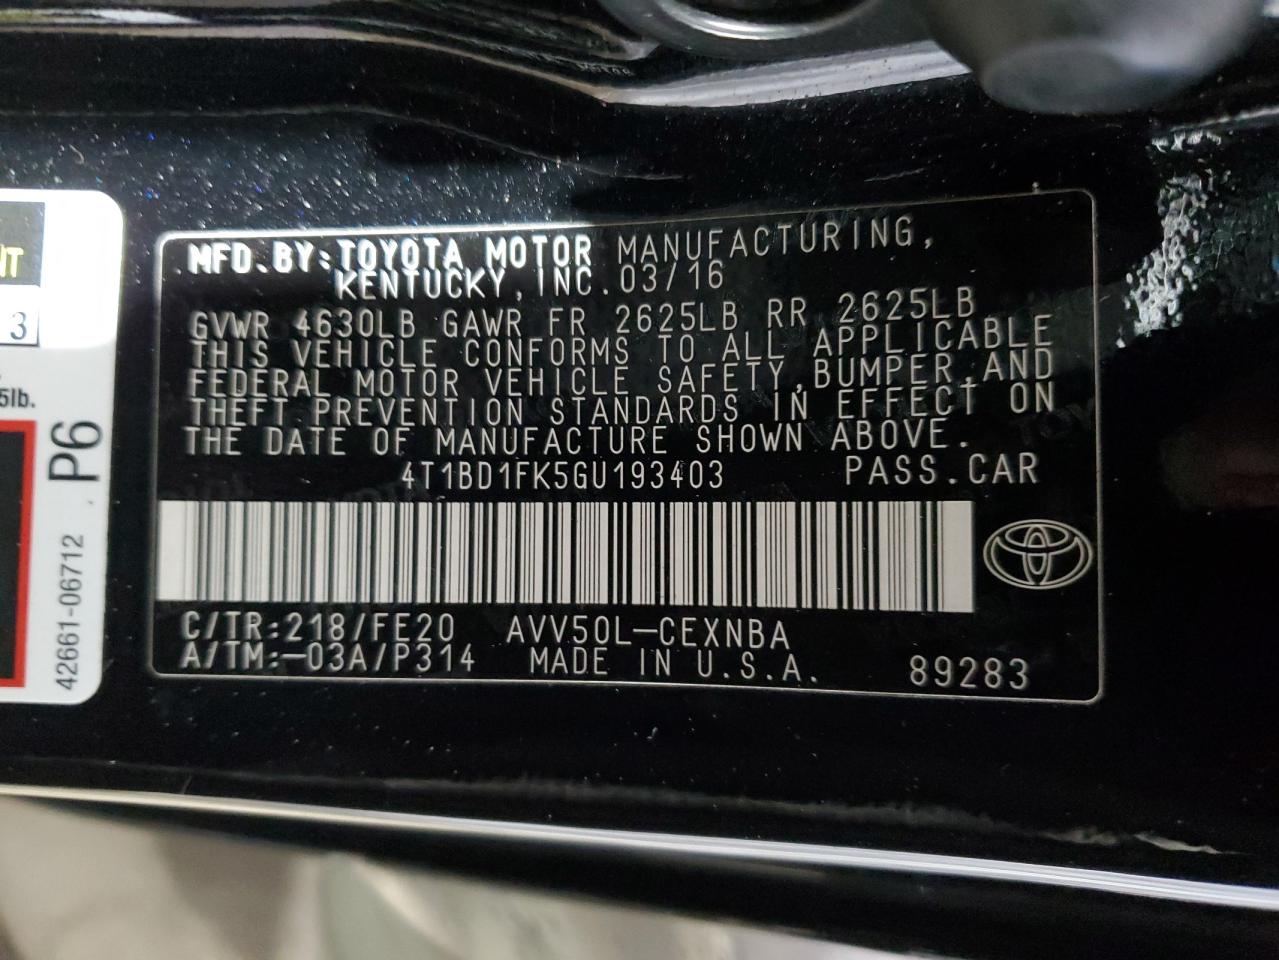 MFD.BY:TOYOTA MOTOR MANUFACTURING,
KENTUCKY,INC.03/16
GVWR 4630LB GAWR FR 2625LB RR 2625LB
THIS VEHICLE CONFORMS TO ALL APPLICABLE
FEDERAL MOTOR VEHICLE SAFETY,BUMPER,AND
THEFT PREVENTION STANDARDS IN EFFECT ON
THE DATE OF MANUFACTURE SHOWN ABOVE.
4T1BD1FK5GU193403 PASS.CAR
C/TR:218/FE20 AVV50L-CEXNBA
A/TM:-03A/P314 MADE IN U.S.A. 89283
NT
3
5lb.
42661-06712 P6